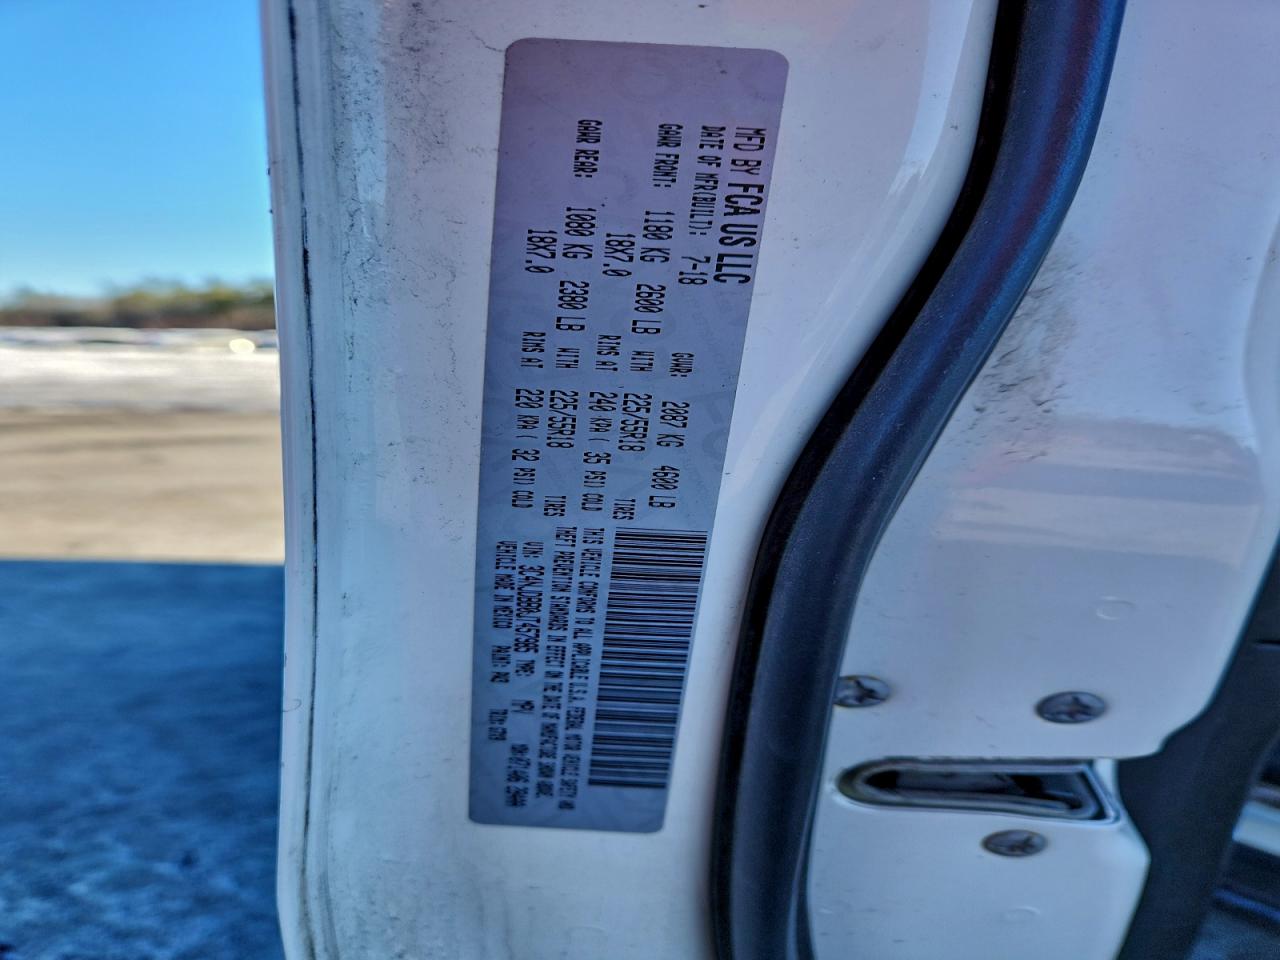 MFD BY FCA US LLC
DATE OF MFR(BUILT): 7-18 GVWR: 2087 KG 4600 LB
GAWR FRONT: 1180 KG 2600 LB WITH 225/55R18 TIRES
18X7.0 RIMS AT 240 KPA ( 35 PSI) COLD
GAWR REAR: 1080 KG 2380 LB WITH 225/55R18 TIRES
18X7.0 RIMS AT 220 KPA ( 32 PSI) COLD
THIS VEHICLE CONFORMS TO ALL APPLICABLE U.S.A. FEDERAL MOTOR VEHICLE SAFETY AND
THEFT PREVENTION STANDARDS IN EFFECT ON THE DATE OF MANUFACTURE SHOWN ABOVE.
VIN: TYPE: MPV
VEHICLE MADE IN MEXICO PAINT: TRIM: